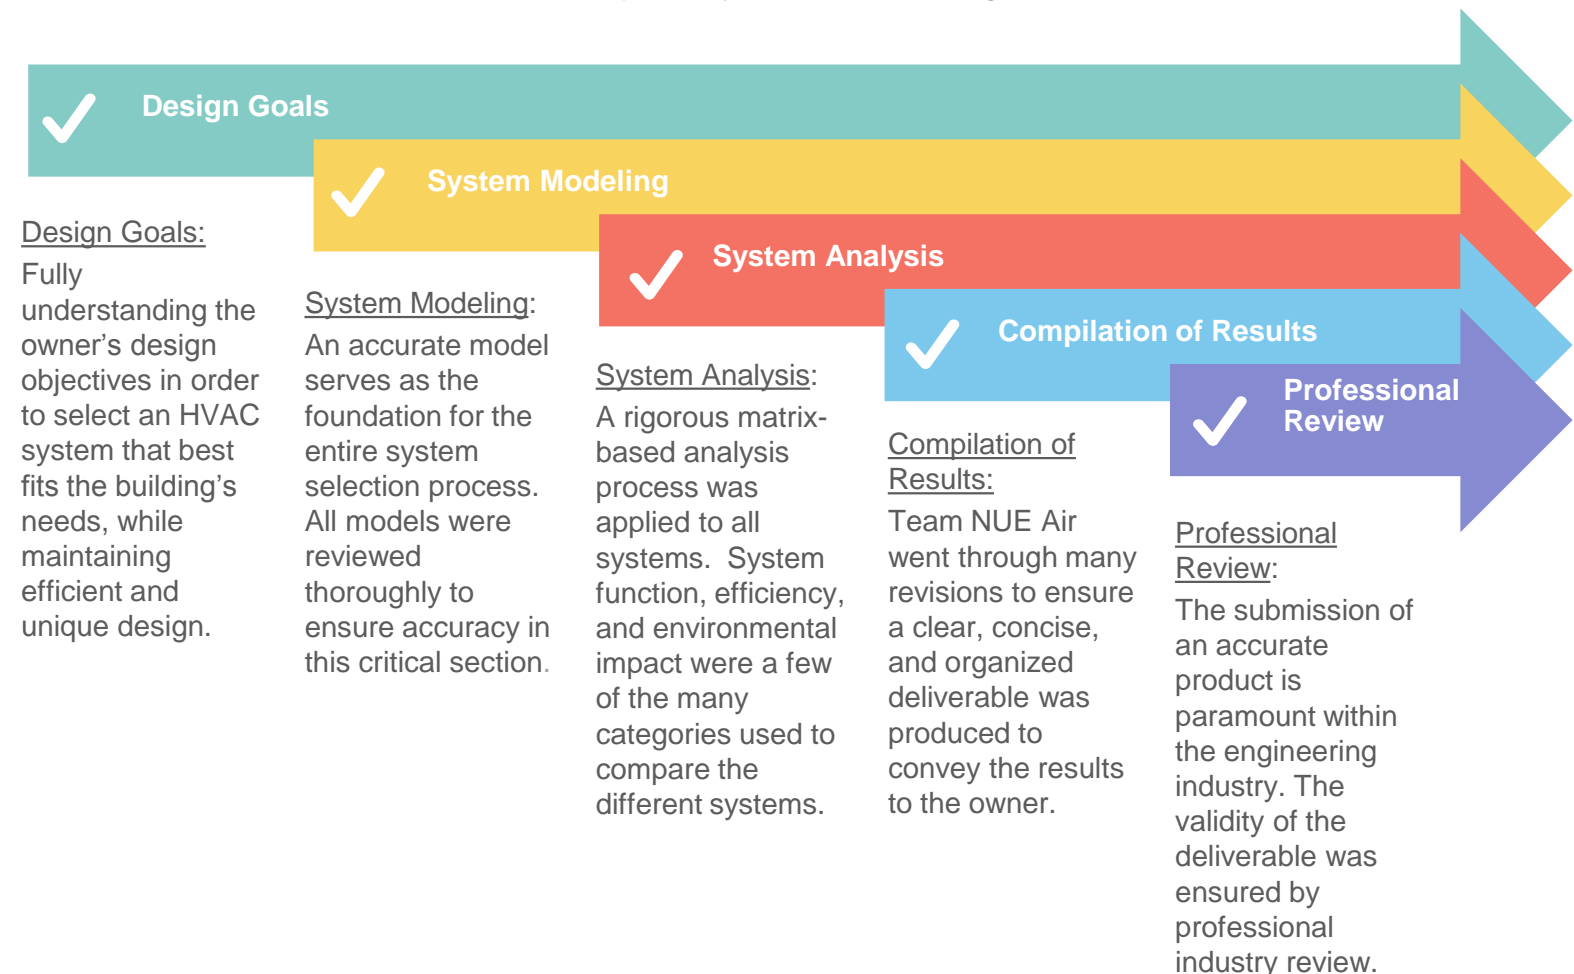 Design Goals
System Modeling
System Analysis
Compilation of Results
Professional
Review
Design Goals:
Fully
understanding the
owner’s design
objectives in order
to select an HVAC
system that best
fits the building’s
needs, while
maintaining
efficient and
unique design.
System Modeling:
An accurate model
serves as the
foundation for the
entire system
selection process.
All models were
reviewed
thoroughly to
ensure accuracy in
this critical section.
System Analysis:
A rigorous matrix-
based analysis
process was
applied to all
systems.  System
function, efficiency,
and environmental
impact were a few
of the many
categories used to
compare the
different systems.
Compilation of
Results:
Team NUE Air
went through many
revisions to ensure
a clear, concise,
and organized
deliverable was
produced to
convey the results
to the owner.
Professional
Review:
The submission of
an accurate
product is
paramount within
the engineering
industry. The
validity of the
deliverable was
ensured by
professional
industry review.